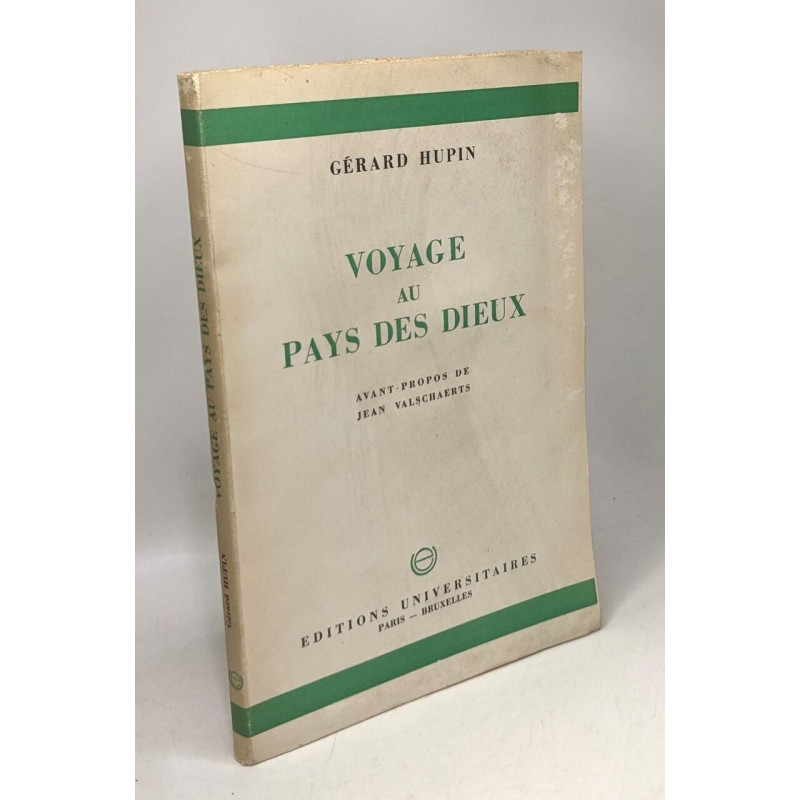 GÉRARD HUPIN
VOYAGE
AU
PAYS DES DIEUX
AVANT-PROPOS DE
JEAN VALSCHAERTS
EDITIONS UNIVERSITAIRES
PARIS — BRUXELLES
VOYAGE AU PAYS DES DIEUX
Gérard HUPIN